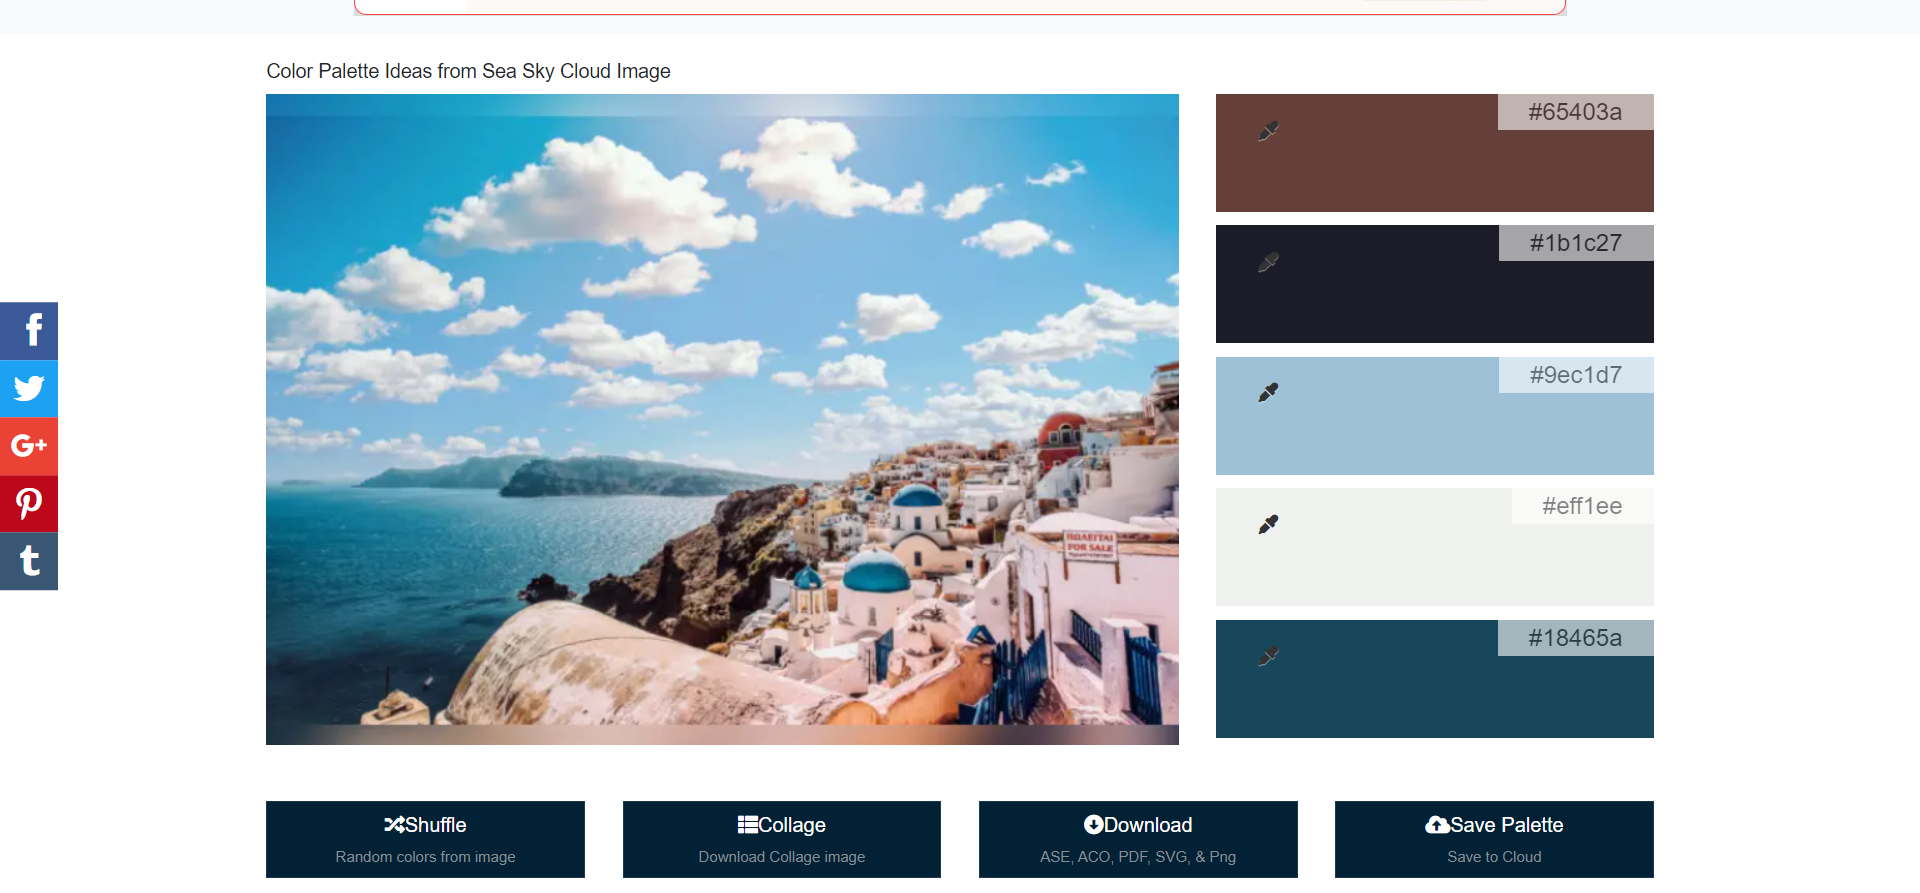 Color Palette Ideas from Sea Sky Cloud Image
#65403a
#1b1c27
#9ec1d7
#eff1ee
#18465a
ΠΩΛΕΙΤΑΙ
FOR SALE
f
G+
t
Shuffle
Random colors from image
Collage
Download Collage image
Download
ASE, ACO, PDF, SVG, & Png
Save Palette
Save to Cloud